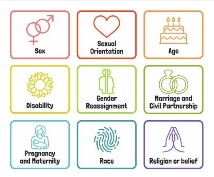 Sex
Sexual
Orientation
Age
Disability
Gender
Reassignment
Marriage and
Civil Partnership
Pregnancy
and Maternity
Race
Religion or belief